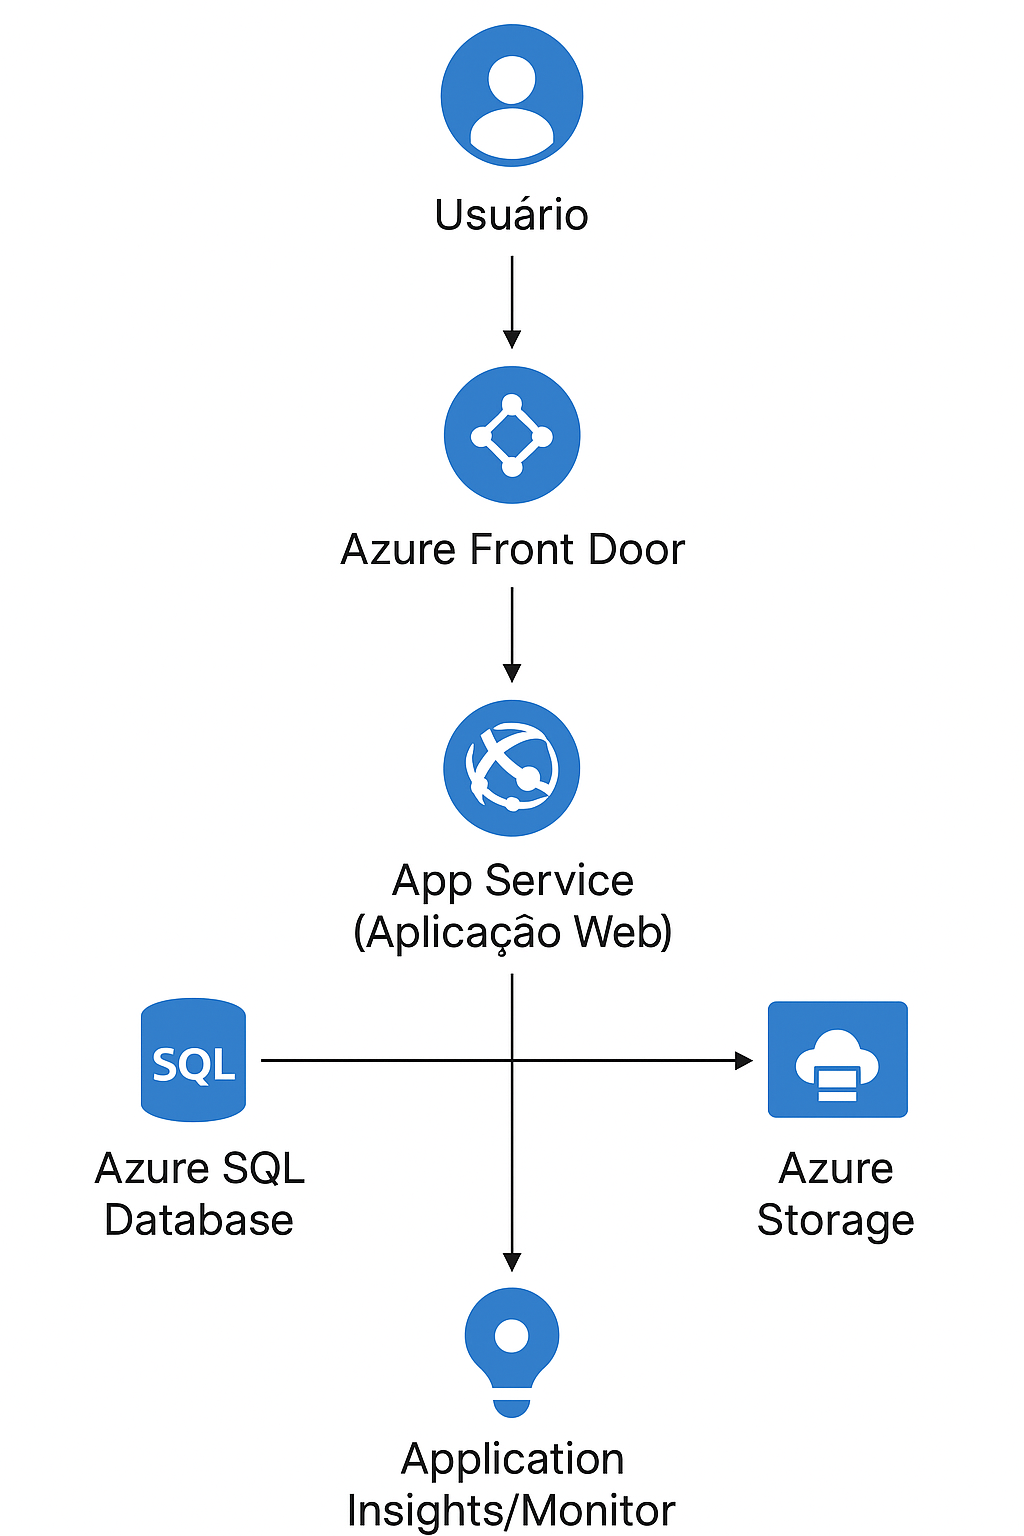 Usuário
Azure Front Door
App Service
(Aplicaçâo Web)
SQL
Azure SQL
Database
Azure
Storage
Application
Insights/Monitor